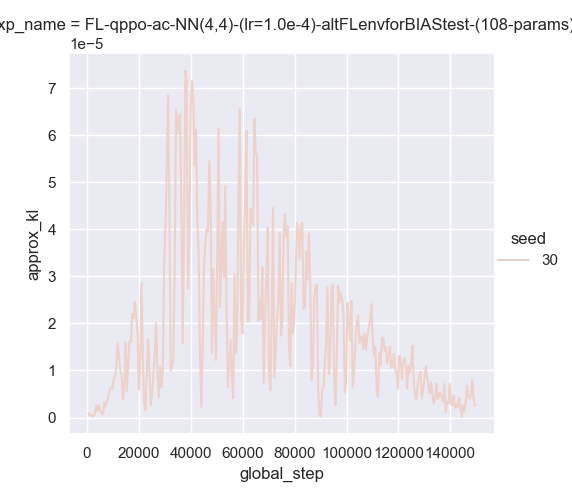 xp_name = FL-qppo-ac-NN(4,4)-(lr=1.0e-4)-altFLenvforBIAStest-(108-params)
1e−5
7
6
5
4
3
2
1
0
approx_kl
0 20000 40000 60000 80000 100000 120000 140000
global_step
seed
30